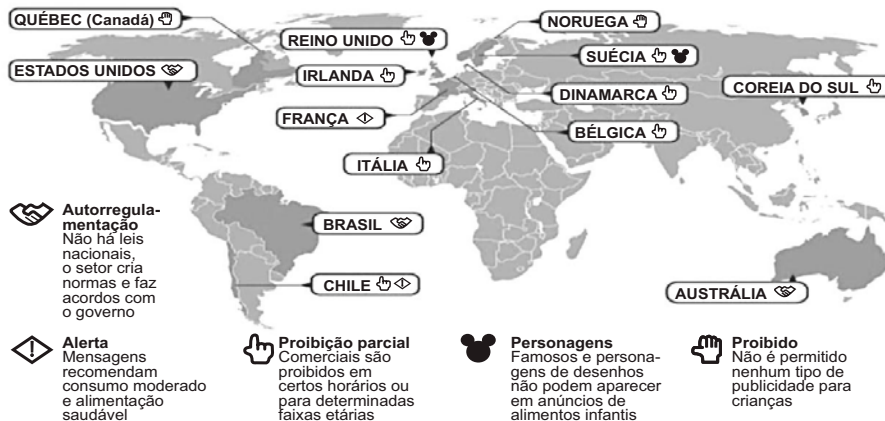 QUÉBEC (Canadá)
NORUEGA
REINO UNIDO
SUÉCIA
ESTADOS UNIDOS
IRLANDA
DINAMARCA
COREIA DO SUL
FRANÇA
BÉLGICA
ITÁLIA
BRASIL
CHILE
AUSTRÁLIA
Autorregula-
mentação
Não há leis
nacionais,
o setor cria
normas e faz
acordos com
o governo
Alerta
Mensagens
recomendam
consumo moderado
e alimentação
saudável
Proibição parcial
Comerciais são
proibidos em
certos horários ou
para determinadas
faixas etárias
Personagens
Famosos e persona-
gens de desenhos
não podem aparecer
em anúncios de
alimentos infantis
Proibido
Não é permitido
nenhum tipo de
publicidade para
crianças